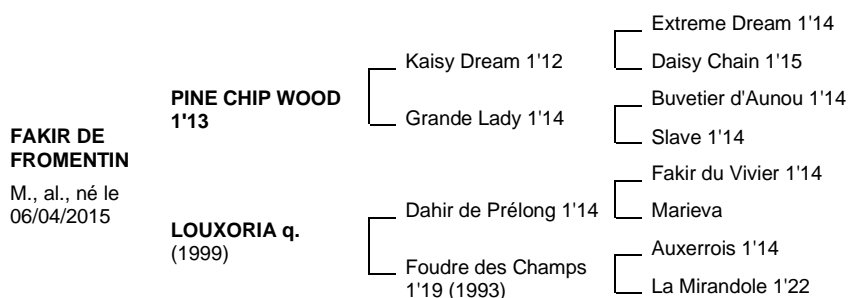 FAKIR DE
FROMENTIN
M., al., né le
06/04/2015
PINE CHIP WOOD
1'13
LOUXORIA q.
(1999)
Kaisy Dream 1'12
Grande Lady 1'14
Dahir de Prélong 1'14
Foudre des Champs
1'19 (1993)
Extreme Dream 1'14
Daisy Chain 1'15
Buvetier d'Aunou 1'14
Slave 1'14
Fakir du Vivier 1'14
Marieva
Auxerrois 1'14
La Mirandole 1'22